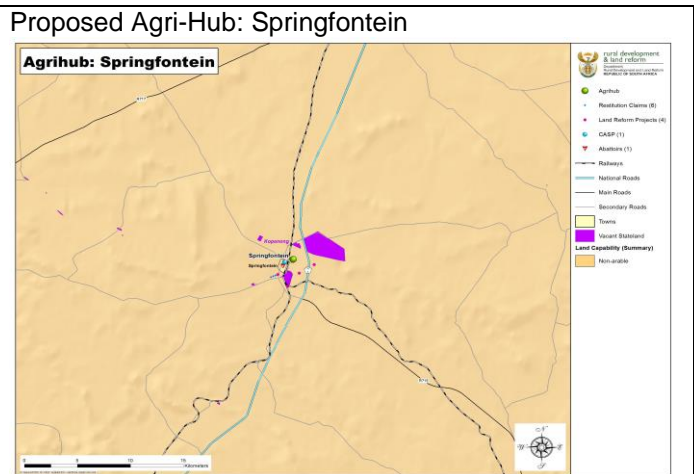 Proposed Agri-Hub: Springfontein
Agrihub: Springfontein
rural development
& land reform
Department:
Rural Development and Land Reform
REPUBLIC OF SOUTH AFRICA
Agrihub
Restitution Claims (6)
Land Reform Projects (4)
CASP (1)
Abattoirs (1)
Railways
National Roads
Main Roads
Secondary Roads
Towns
Vacant Stateland
Land Capability (Summary)
Non-arable
Kopanong
Springfontein
Springfontein
N
W
S
Kilometers